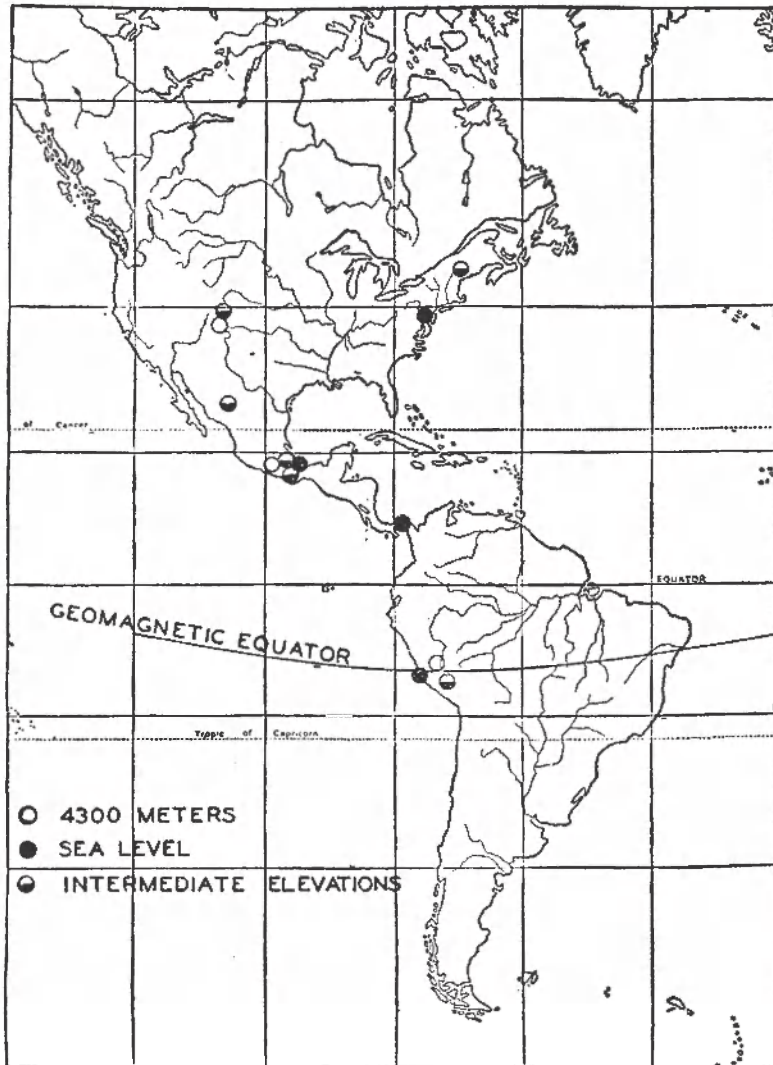 of Cancer
EQUATOR
GEOMAGNETIC EQUATOR
Tropic of Capricorn
4300 METERS
SEA LEVEL
INTERMEDIATE ELEVATIONS